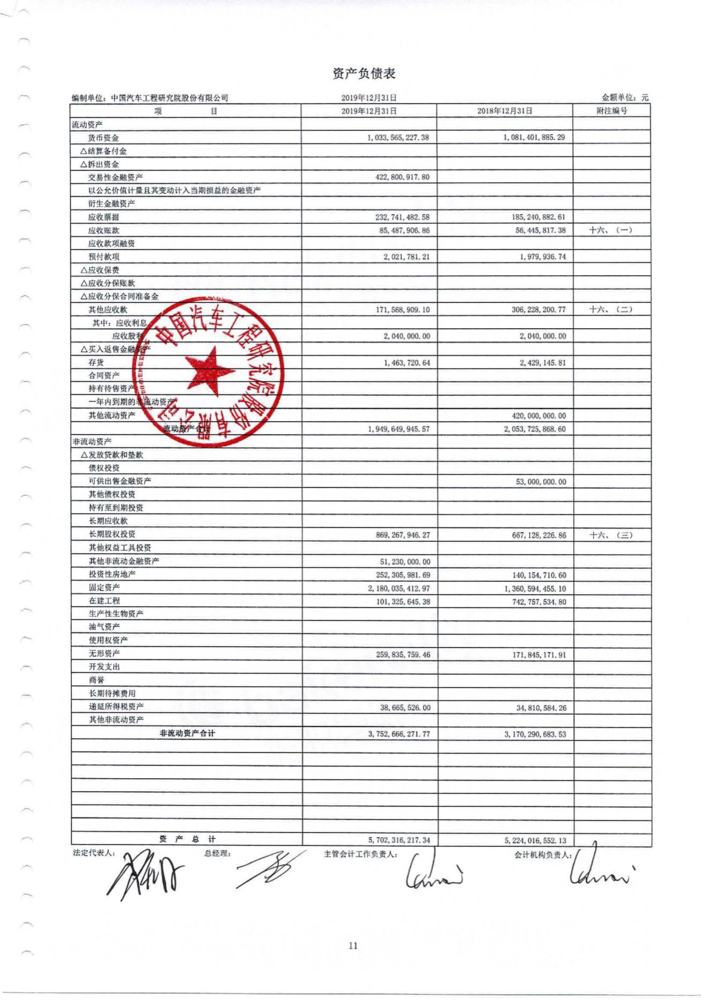 资产负债表
编制单位：中国汽车工程研究院股份有限公司 2019年12月31日 金额单位：元
项 目 2019年12月31日 2018年12月31日 附注编号
流动资产
货币资金 1,033,565,227.38 1,081,401,885.29
△结算备付金
△拆出资金
交易性金融资产 422,800,917.80
以公允价值计量且其变动计入当期损益的金融资产
衍生金融资产
应收票据 232,741,482.58 185,240,882.61
应收账款 85,487,906.86 56,445,817.38 十六、（一）
应收款项融资
预付款项 2,021,781.21 1,979,936.74
△应收保费
△应收分保账款
△应收分保合同准备金
其他应收款 171,568,909.10 306,228,200.77 十六、（二）
其中：应收利息
应收股利 2,040,000.00 2,040,000.00
△买入返售金融资产
存货 1,463,720.64 2,429,145.81
合同资产
持有待售资产
一年内到期的非流动资产
其他流动资产 420,000,000.00
流动资产合计 1,949,649,945.57 2,053,725,868.60
中国汽车工程研究院股份有限公司
非流动资产
△发放贷款和垫款
债权投资
可供出售金融资产 53,000,000.00
其他债权投资
持有至到期投资
长期应收款
长期股权投资 869,267,946.27 667,128,226.86 十六、（三）
其他权益工具投资
其他非流动金融资产 51,230,000.00
投资性房地产 252,305,981.69 140,154,710.60
固定资产 2,180,035,412.97 1,360,594,455.10
在建工程 101,325,645.38 742,757,534.80
生产性生物资产
油气资产
使用权资产
无形资产 259,835,759.46 171,845,171.91
开发支出
商誉
长期待摊费用
递延所得税资产 38,665,526.00 34,810,584.26
其他非流动资产
非流动资产合计 3,752,666,271.77 3,170,290,683.53
资 产 总 计 5,702,316,217.34 5,224,016,552.13
法定代表人： 总经理： 主管会计工作负责人： 会计机构负责人：
11